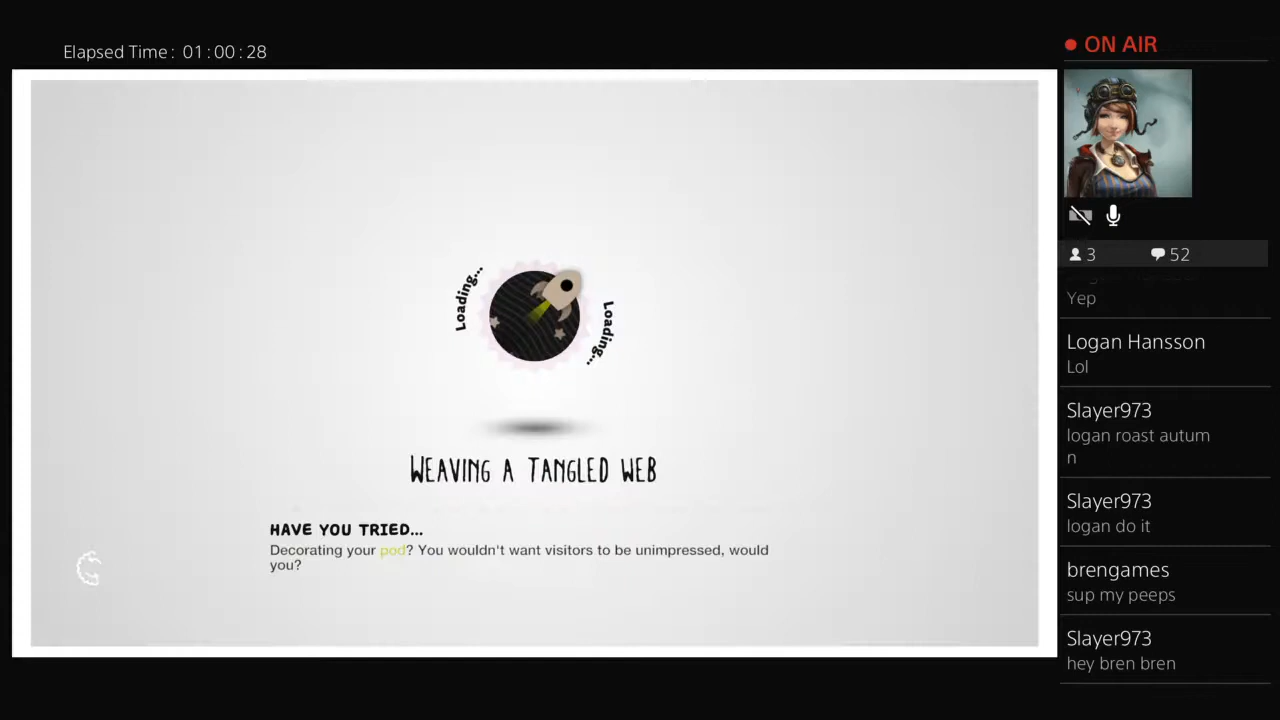 Elapsed Time: 01:00:28
ON AIR
3 52
Yep
Logan Hansson
Lol
Slayer973
logan roast autum
n
Slayer973
logan do it
brengames
sup my peeps
Slayer973
hey bren bren
Loading...
Loading...
WEAVING A TANGLED WEB
HAVE YOU TRIED...
Decorating your pod? You wouldn't want visitors to be unimpressed, would
you?